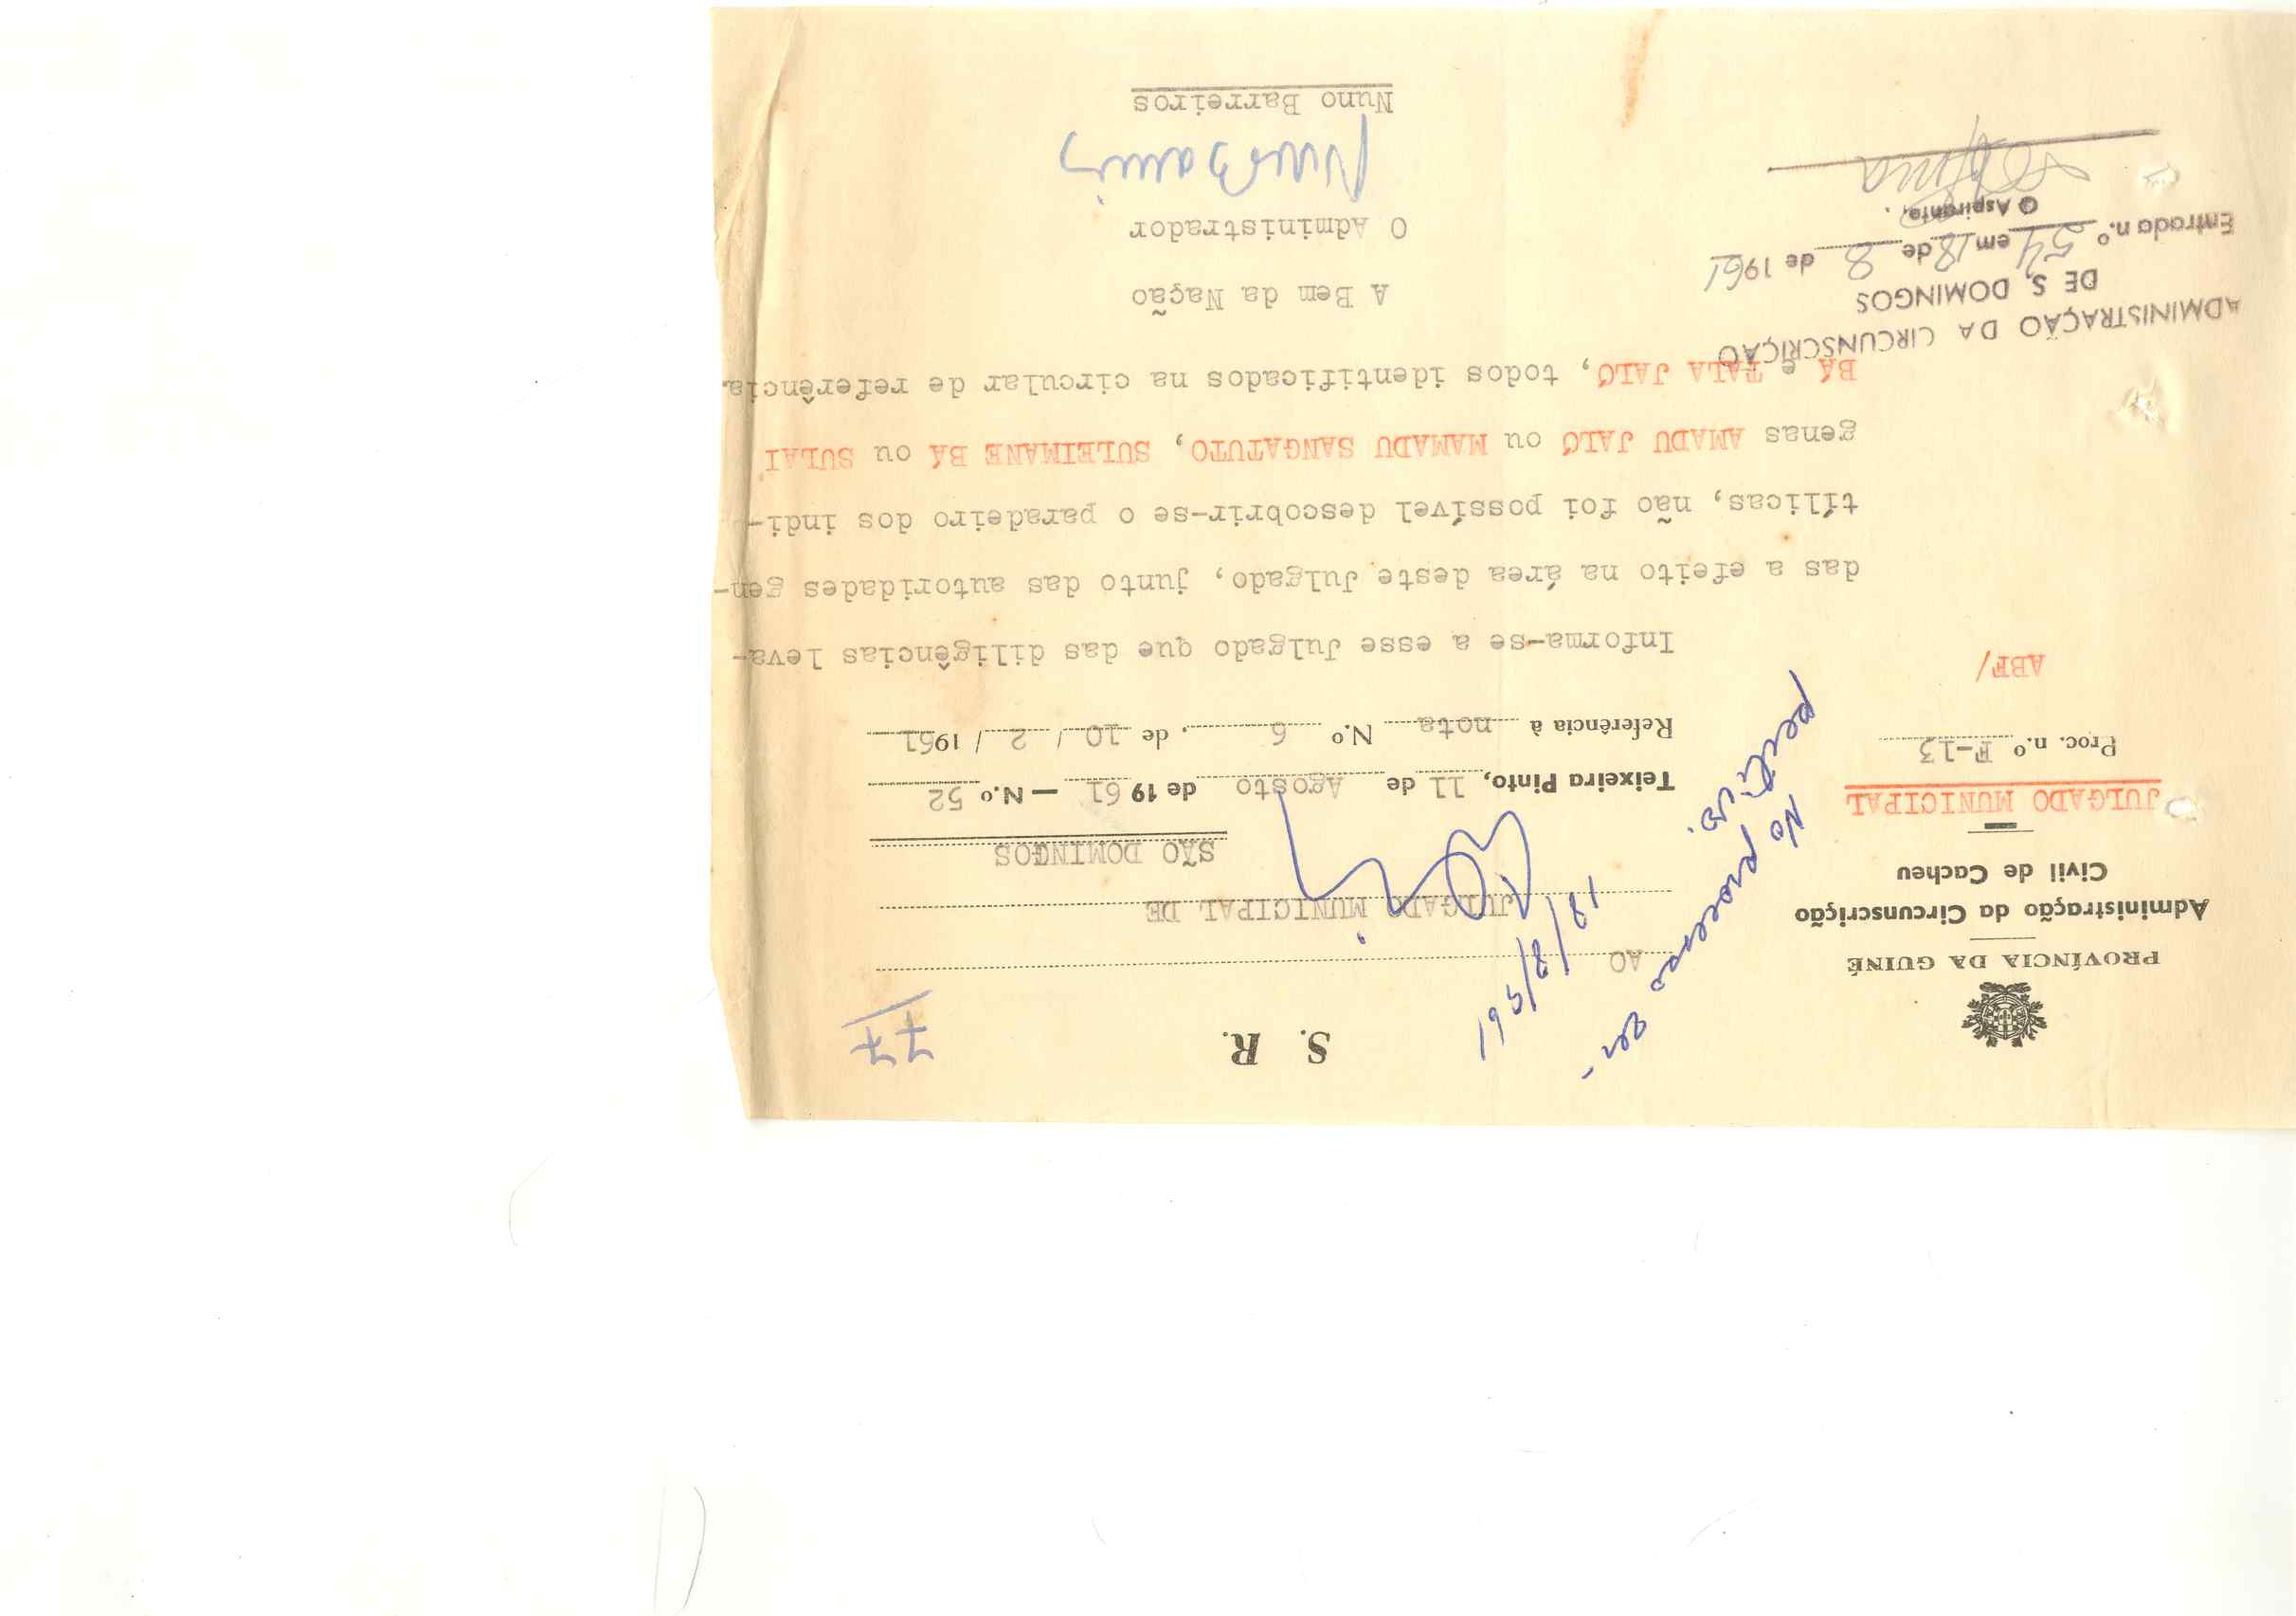 S. R.
77
PROVÍNCIA DA GUINÉ
Administração da Circunscrição
Civil de Cacheu
JULGADO MUNICIPAL
Proc. n.º F-13
ABF/
No processo res-
pectivo.
18/8/961
AO
JULGADO MUNICIPAL DE
SÃO DOMINGOS
Teixeira Pinto, 11 de Agosto de 1961 — N.º 52
Referência à nota N.º 6, de 10 / 2 / 1961
Informa-se a esse Julgado que das diligências leva-
das a efeito na área deste Julgado, junto das autoridades gen-
tílicas, não foi possível descobrir-se o paradeiro dos indí-
genas AMADU JALÓ ou MAMADU SANGATUTO, SULEIMANE BÁ ou SULAI
BÁ e TALA JALÓ, todos identificados na circular de referência.
ADMINISTRAÇÃO DA CIRCUNSCRIÇÃO
DE S. DOMINGOS
Entrada n.º 54 em 18 de 8 de 1961
O Aspirante,
A Bem da Nação
O Administrador
Nuno Barreiros